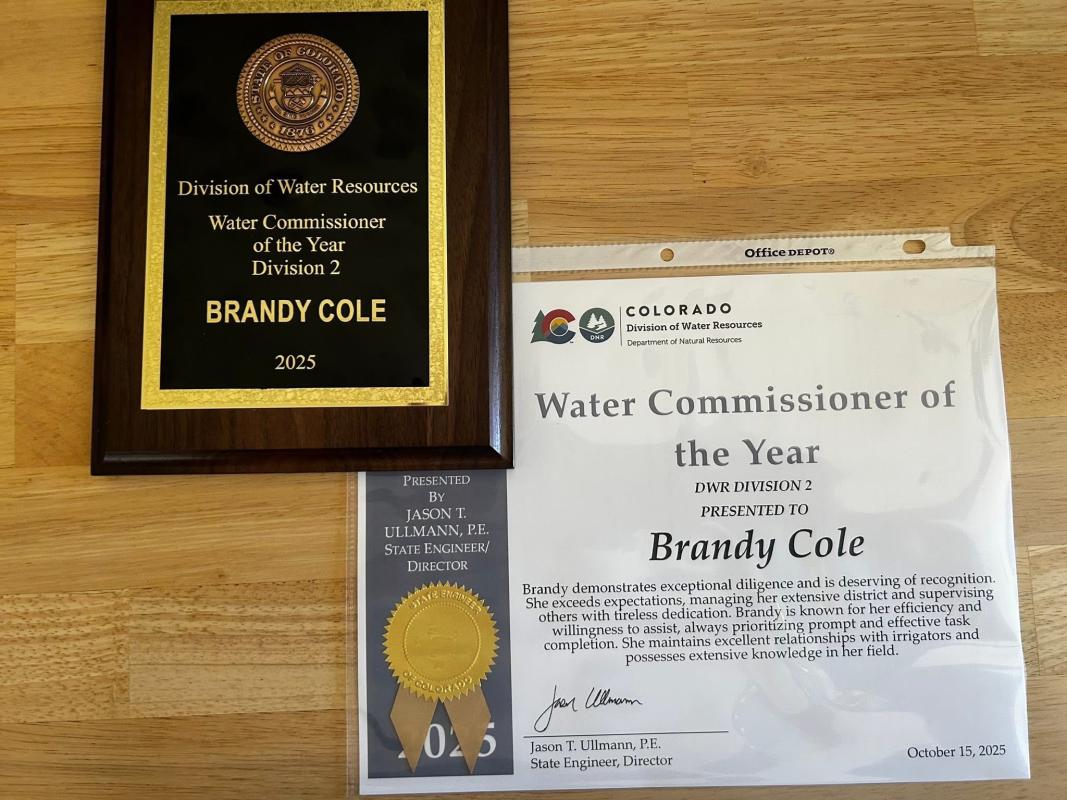 STATE OF COLORADO
1876
Division of Water Resources
Water Commissioner
of the Year
Division 2
BRANDY COLE
2025
Office DEPOT®
COLORADO
Division of Water Resources
Department of Natural Resources
DNR
Water Commissioner of
the Year
DWR DIVISION 2
PRESENTED TO
Brandy Cole
Brandy demonstrates exceptional diligence and is deserving of recognition.
She exceeds expectations, managing her extensive district and supervising
others with tireless dedication. Brandy is known for her efficiency and
willingness to assist, always prioritizing prompt and effective task
completion. She maintains excellent relationships with irrigators and
possesses extensive knowledge in her field.
Jason Ullmann
Jason T. Ullmann, P.E.
State Engineer, Director
October 15, 2025
PRESENTED
BY
JASON T.
ULLMANN, P.E.
STATE ENGINEER/
DIRECTOR
STATE ENGINEER
OF COLORADO
2025